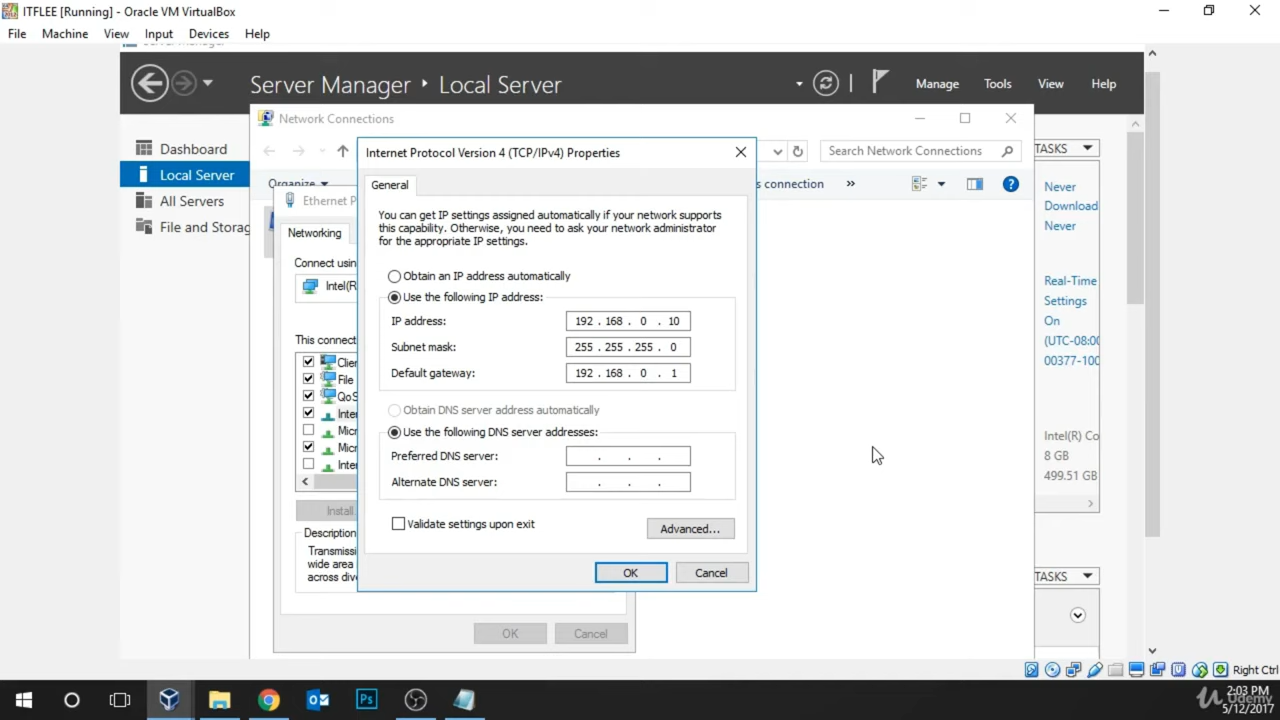 ITFLEE [Running] - Oracle VM VirtualBox
File Machine View Input Devices Help
Server Manager
Server Manager ‣ Local Server
Manage Tools View Help
Dashboard
Local Server
All Servers
File and Storag
Network Connections
Search Network Connections
Organize
s connection »
Ethernet P
Networking
Connect usin
Intel(R
This connect
Clien
File
QoS
Inte
Micr
Micr
Inte
Install
Description
Transmissi
wide area
across dive
OK Cancel
Internet Protocol Version 4 (TCP/IPv4) Properties
General
You can get IP settings assigned automatically if your network supports
this capability. Otherwise, you need to ask your network administrator
for the appropriate IP settings.
Obtain an IP address automatically
Use the following IP address:
IP address: 192 . 168 . 0 . 10
Subnet mask: 255 . 255 . 255 . 0
Default gateway: 192 . 168 . 0 . 1
Obtain DNS server address automatically
Use the following DNS server addresses:
Preferred DNS server: . . .
Alternate DNS server: . . .
Validate settings upon exit
Advanced...
OK Cancel
TASKS
Never
Download
Never
Real-Time
Settings
On
(UTC-08:00
00377-100
Intel(R) Co
8 GB
499.51 GB
TASKS
Right Ctrl
2:03 PM
5/12/2017
Udemy